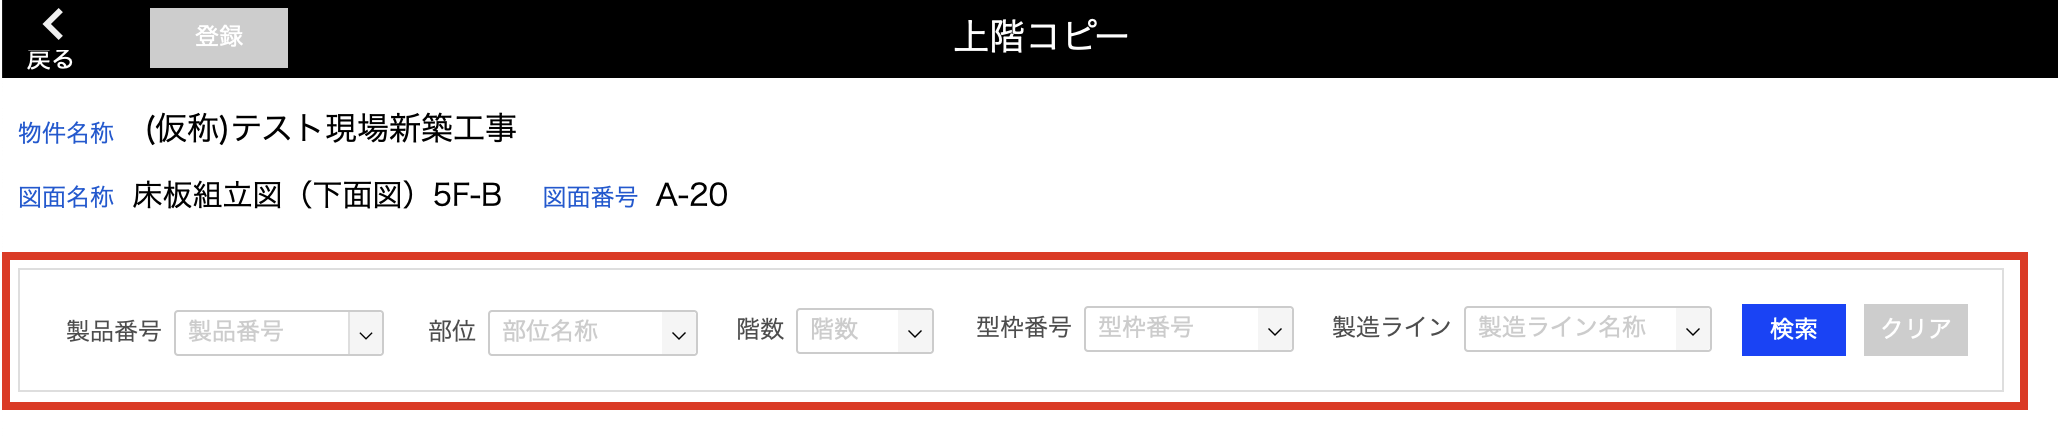 戻る 登録 上階コピー
物件名称 (仮称)テスト現場新築工事
図面名称 床板組立図（下面図）5F-B 図面番号 A-20
製品番号 製品番号 部位 部位名称 階数 階数 型枠番号 型枠番号 製造ライン 製造ライン名称 検索 クリア